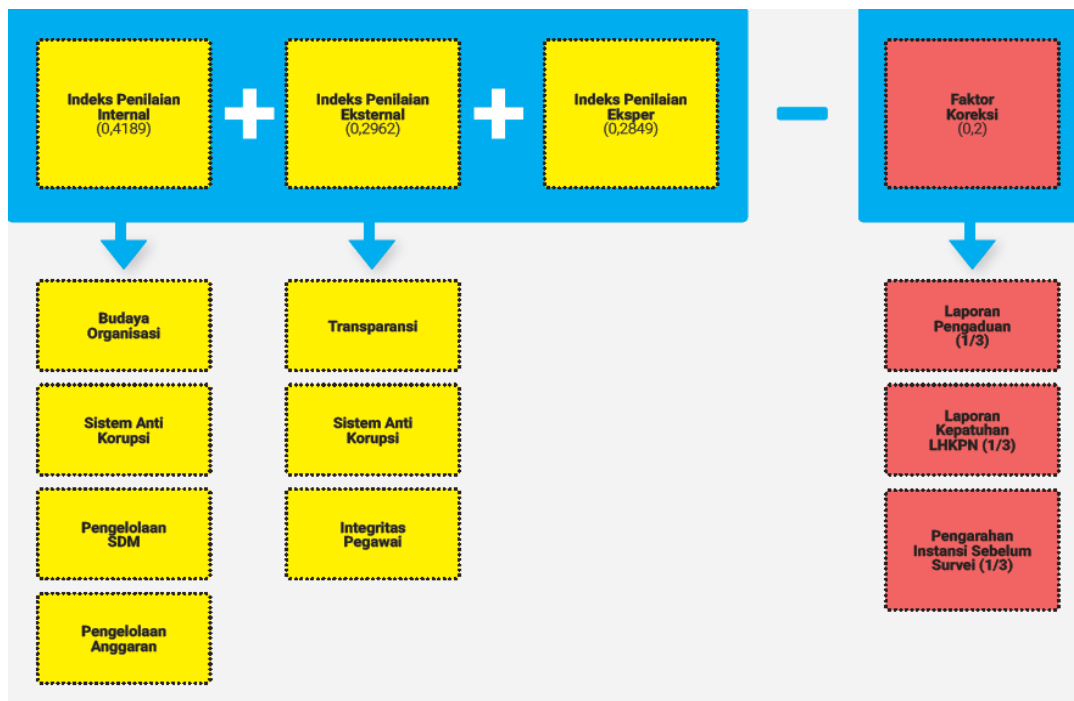 Indeks Penilaian
Internal
(0,4189)
+
Indeks Penilaian
Eksternal
(0,2962)
+
Indeks Penilaian
Eksper
(0,2849)
−
Faktor
Koreksi
(0,2)
Budaya
Organisasi
Sistem Anti
Korupsi
Pengelolaan
SDM
Pengelolaan
Anggaran
Transparansi
Sistem Anti
Korupsi
Integritas
Pegawai
Laporan
Pengaduan
(1/3)
Laporan
Kepatuhan
LHKPN (1/3)
Pengarahan
Instansi Sebelum
Survei (1/3)